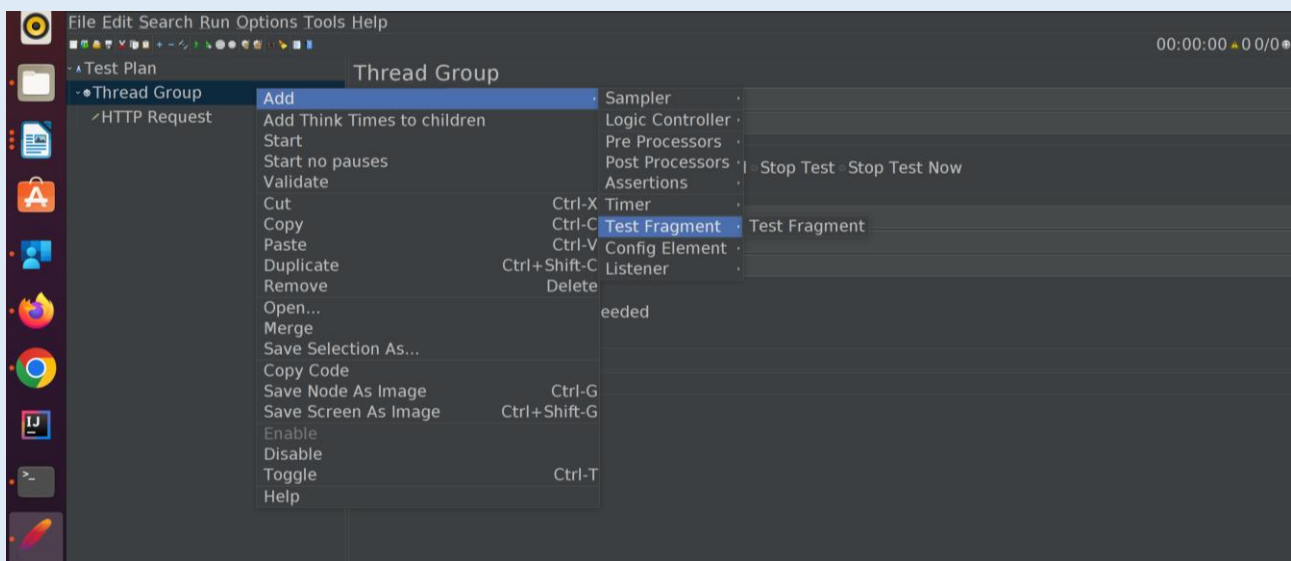 File Edit Search Run Options Tools Help
00:00:00 0 0/0
Test Plan
Thread Group
Thread Group
HTTP Request
Add
Add Think Times to children
Start
Start no pauses
Validate
Cut Ctrl-X
Copy Ctrl-C
Paste Ctrl-V
Duplicate Ctrl+Shift-C
Remove Delete
Open...
Merge
Save Selection As...
Copy Code
Save Node As Image Ctrl-G
Save Screen As Image Ctrl+Shift-G
Enable
Disable
Toggle Ctrl-T
Help
Sampler
Logic Controller
Pre Processors
Post Processors
Assertions
Timer
Test Fragment
Config Element
Listener
Test Fragment
Stop Test Stop Test Now
eeded
IJ